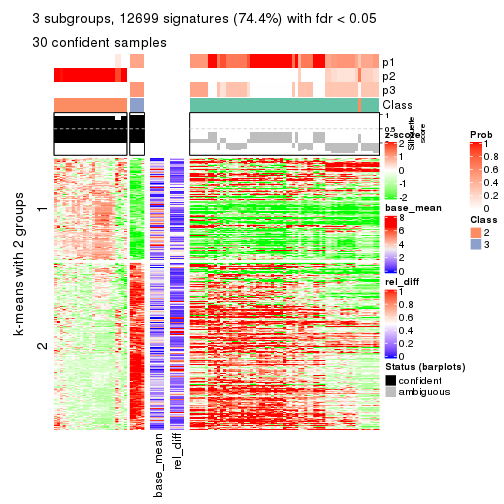 3 subgroups, 12699 signatures (74.4%) with fdr < 0.05
30 confident samples
p1
p2
p3
Class
1
0.5
0
Silhouette
score
k-means with 2 groups
1
2
base_mean
rel_diff
z-score
2
1
0
-1
-2
base_mean
8
6
4
2
0
rel_diff
1
0.8
0.6
0.4
0.2
0
Status (barplots)
confident
ambiguous
Prob
1
0.8
0.6
0.4
0.2
0
Class
2
3